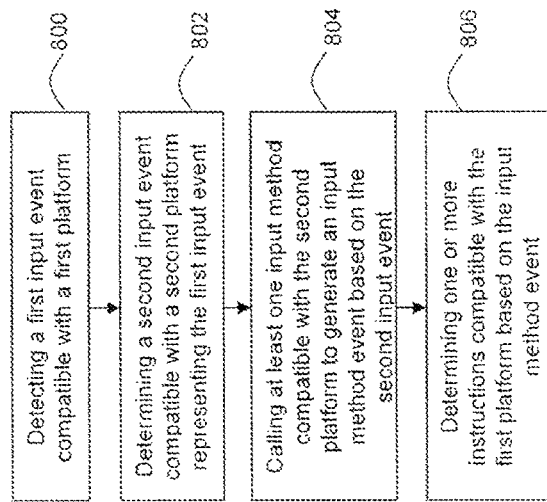 Detecting a first input event
compatible with a first platform
800
Determining a second input event
compatible with a second platform
representing the first input event
802
Calling at least one input method
compatible with the second
platform to generate an input
method event based on the
second input event
804
Determining one or more
instructions compatible with the
first platform based on the input
method event
806